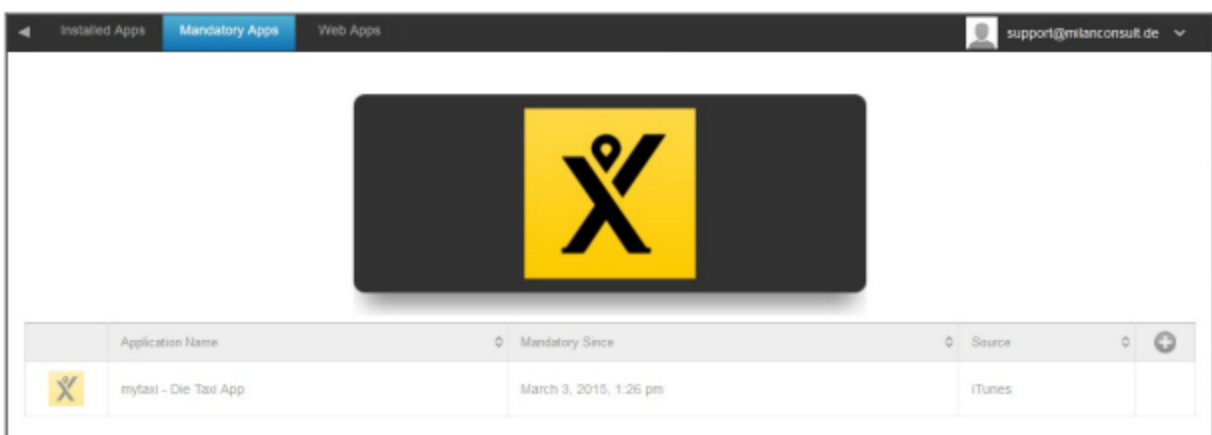 Installed Apps Mandatory Apps Web Apps support@milanconsult.de
Application Name Mandatory Since Source
mytaxi - Die Taxi App March 3, 2015, 1:26 pm iTunes